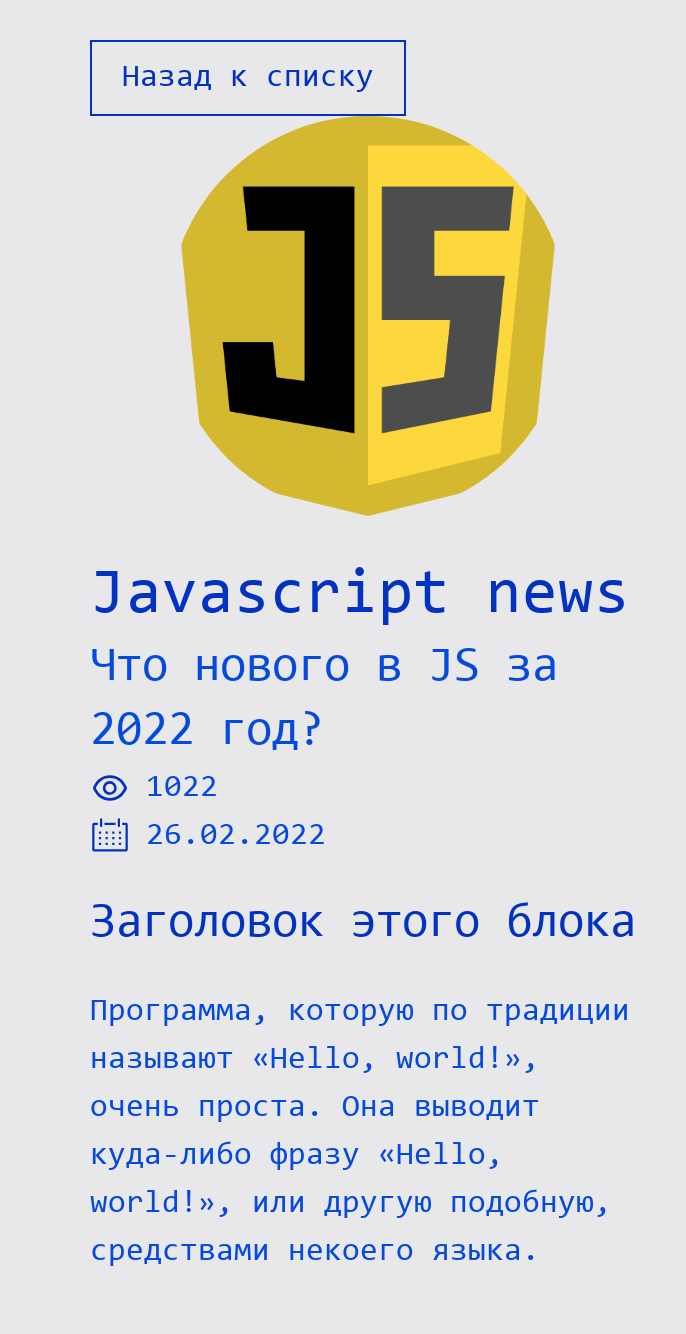 Назад к списку
JS
Javascript news
Что нового в JS за
2022 год?
1022
26.02.2022
Заголовок этого блока
Программа, которую по традиции
называют «Hello, world!»,
очень проста. Она выводит
куда-либо фразу «Hello,
world!», или другую подобную,
средствами некоего языка.